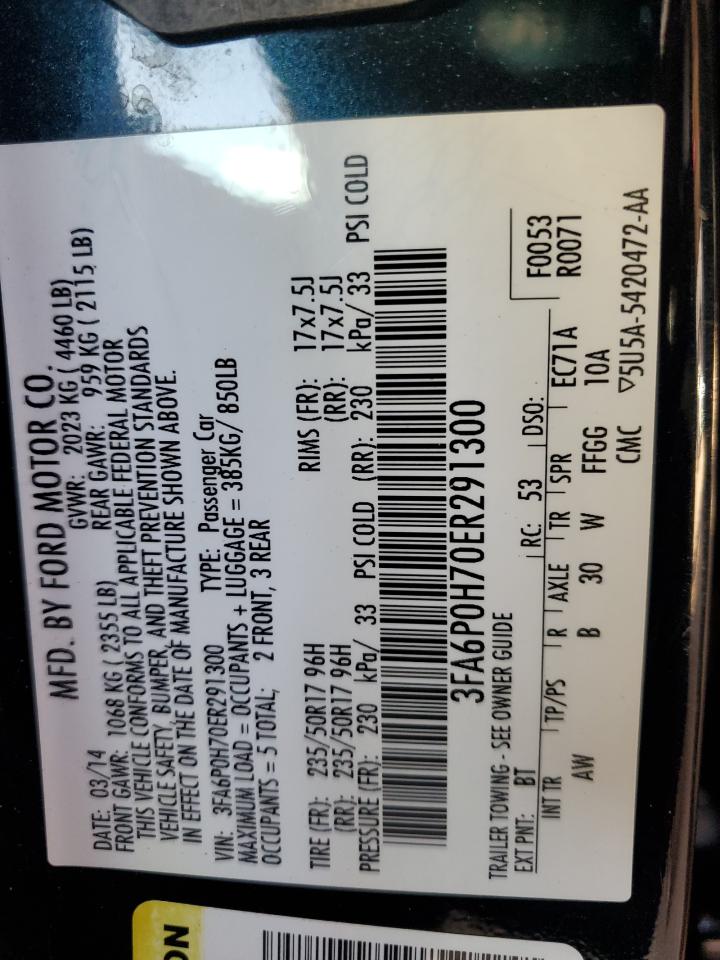 MFD. BY FORD MOTOR CO.
DATE: 03/14 GVWR: 2023 KG ( 4460 LB)
FRONT GAWR: 1068 KG ( 2355 LB) REAR GAWR: 959 KG ( 2115 LB)
THIS VEHICLE CONFORMS TO ALL APPLICABLE FEDERAL MOTOR
VEHICLE SAFETY, BUMPER, AND THEFT PREVENTION STANDARDS
IN EFFECT ON THE DATE OF MANUFACTURE SHOWN ABOVE.
VIN: 3FA6P0H70ER291300 TYPE: Passenger Car
MAXIMUM LOAD = OCCUPANTS + LUGGAGE = 385KG/ 850LB
OCCUPANTS = 5 TOTAL; 2 FRONT, 3 REAR
TIRE (FR): 235/50R17 96H RIMS (FR): 17x7.5J
(RR): 235/50R17 96H (RR): 17x7.5J
PRESSURE (FR): 230 kPa/ 33 PSI COLD (RR): 230 kPa/ 33 PSI COLD
3FA6P0H70ER291300
TRAILER TOWING - SEE OWNER GUIDE
F0053
EXT PNT: BT RC: 53 DSO: R0071
INT TR TP/PS R AXLE TR SPR EC71A
AW B 30 W FFGG 10A
CMC ▽5U5A-5420472-AA
ON